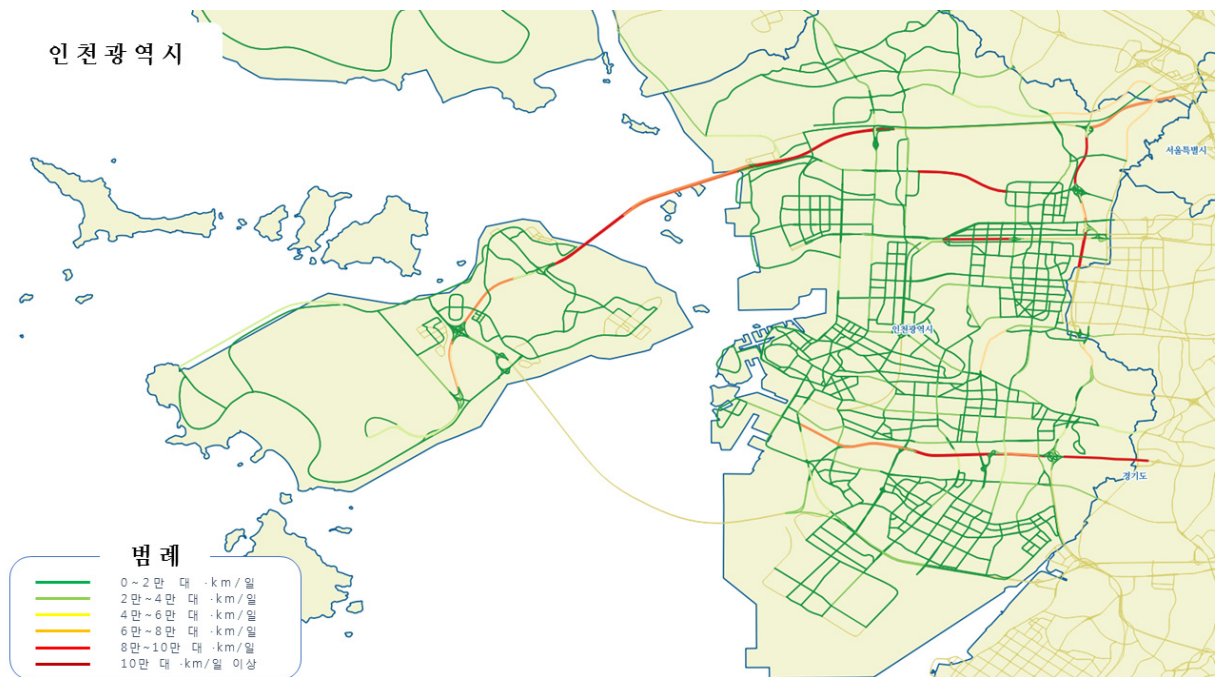 인천광역시
서울특별시
인천광역시
경기도
범례
0~2만 대 ·km/일
2만~4만 대 ·km/일
4만~6만 대 ·km/일
6만~8만 대 ·km/일
8만~10만 대 ·km/일
10만 대 ·km/일 이상